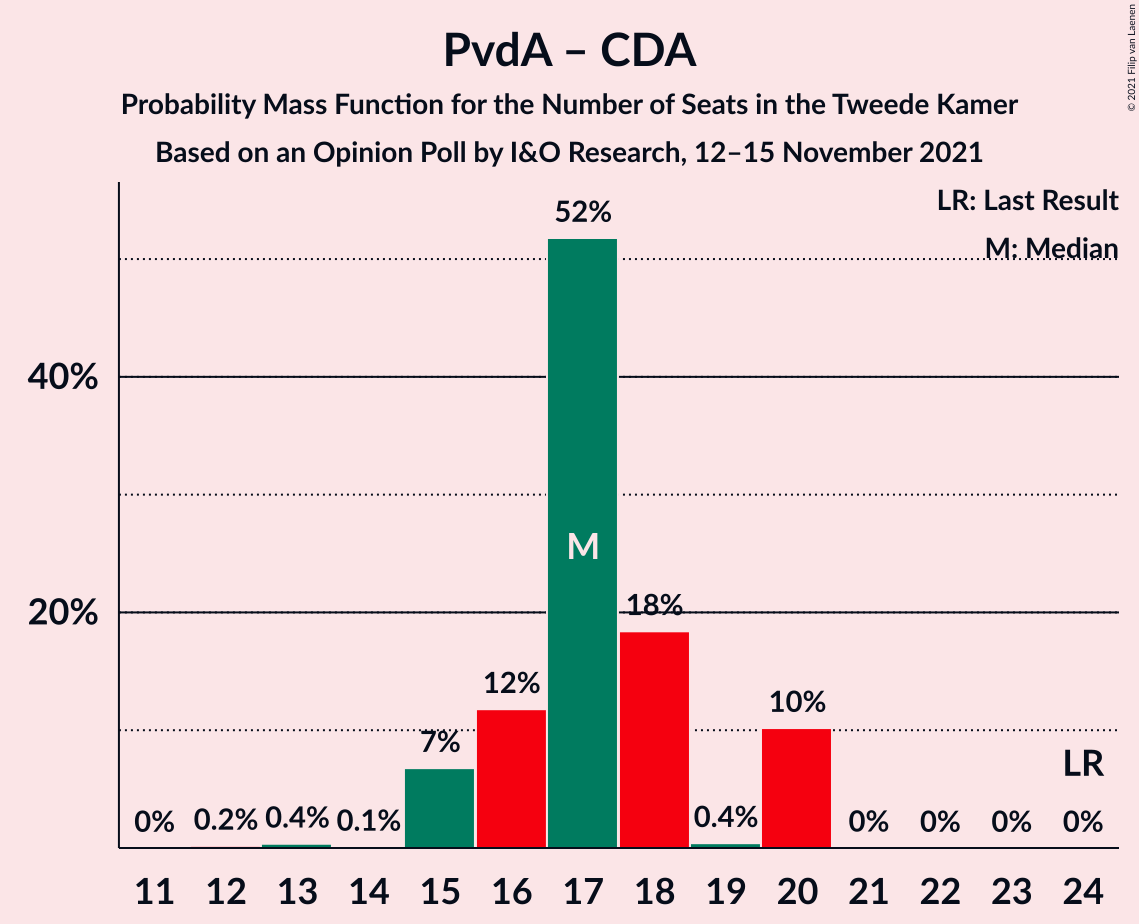 PvdA – CDA
Probability Mass Function for the Number of Seats in the Tweede Kamer
Based on an Opinion Poll by I&O Research, 12–15 November 2021
© 2021 Filip van Laenen
LR: Last Result
M: Median
52%
40%
M
20%
18%
12%
10%
7%
LR
0% 0.2% 0.4% 0.1% 0.4% 0% 0% 0% 0%
11 12 13 14 15 16 17 18 19 20 21 22 23 24